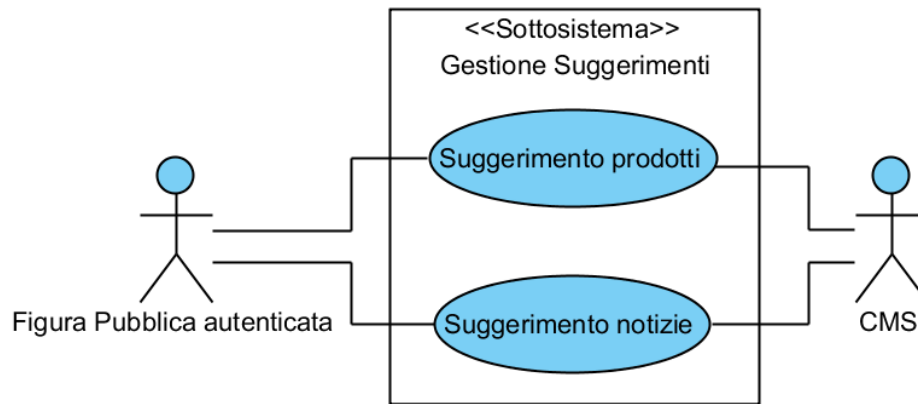 <<Sottosistema>>
Gestione Suggerimenti
Suggerimento prodotti
Figura Pubblica autenticata
Suggerimento notizie
CMS